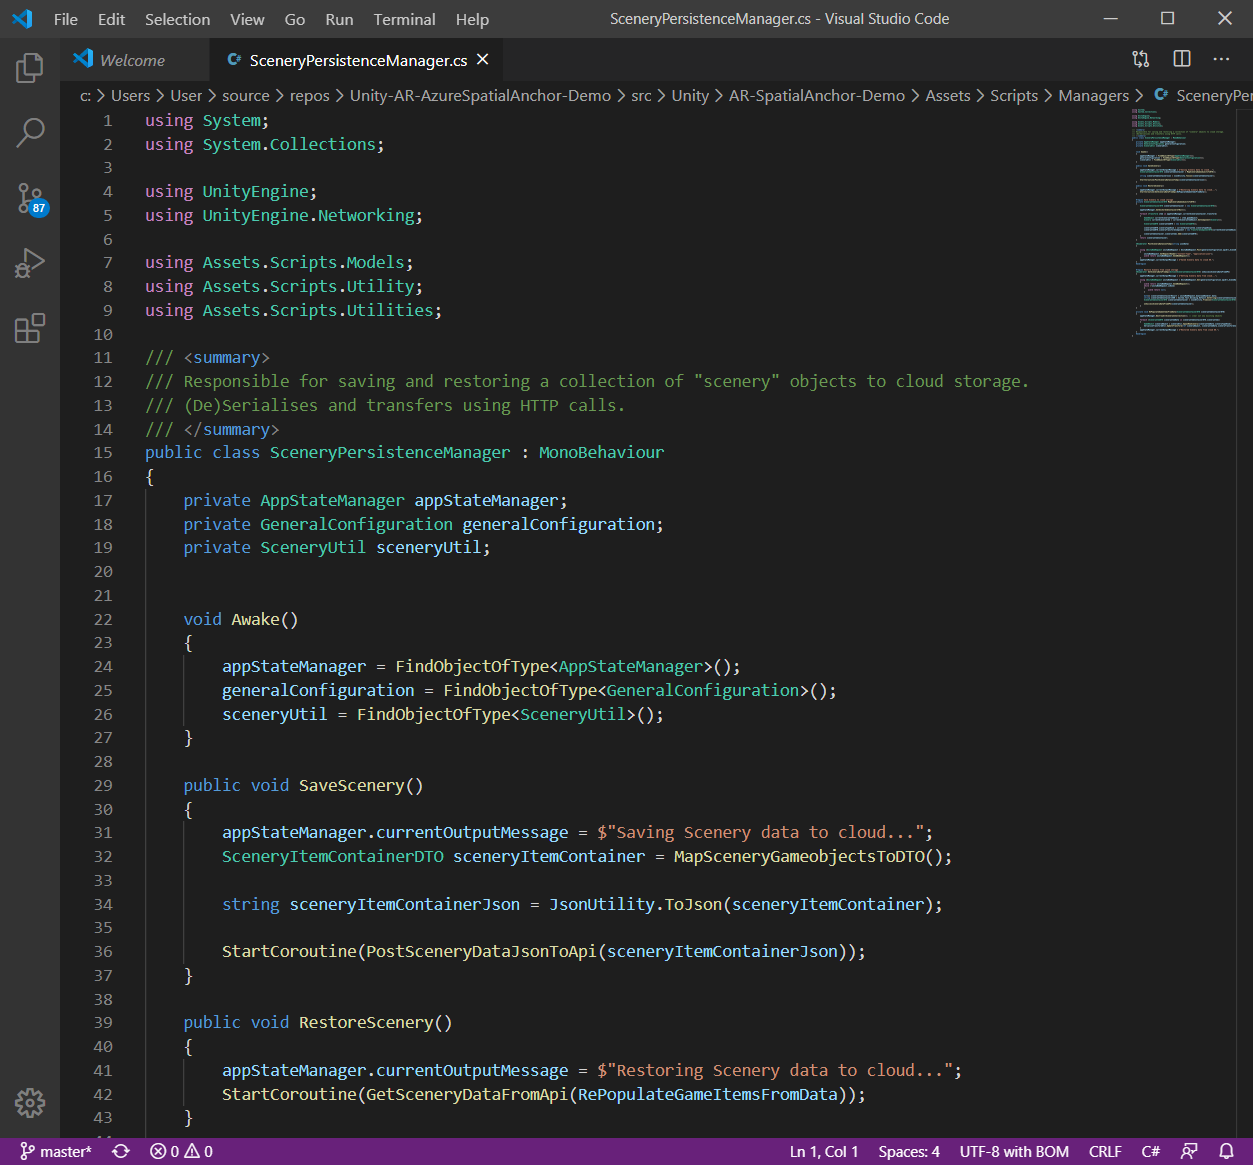 File Edit Selection View Go Run Terminal Help SceneryPersistenceManager.cs - Visual Studio Code
Welcome SceneryPersistenceManager.cs
c: > Users > User > source > repos > Unity-AR-AzureSpatialAnchor-Demo > src > Unity > AR-SpatialAnchor-Demo > Assets > Scripts > Managers > SceneryPer
1 using System;
2 using System.Collections;
3
4 using UnityEngine;
5 using UnityEngine.Networking;
6
7 using Assets.Scripts.Models;
8 using Assets.Scripts.Utility;
9 using Assets.Scripts.Utilities;
10
11 /// <summary>
12 /// Responsible for saving and restoring a collection of "scenery" objects to cloud storage.
13 /// (De)Serialises and transfers using HTTP calls.
14 /// </summary>
15 public class SceneryPersistenceManager : MonoBehaviour
16 {
17     private AppStateManager appStateManager;
18     private GeneralConfiguration generalConfiguration;
19     private SceneryUtil sceneryUtil;
20
21
22     void Awake()
23     {
24         appStateManager = FindObjectOfType<AppStateManager>();
25         generalConfiguration = FindObjectOfType<GeneralConfiguration>();
26         sceneryUtil = FindObjectOfType<SceneryUtil>();
27     }
28
29     public void SaveScenery()
30     {
31         appStateManager.currentOutputMessage = $"Saving Scenery data to cloud...";
32         SceneryItemContainerDTO sceneryItemContainer = MapSceneryGameobjectsToDTO();
33
34         string sceneryItemContainerJson = JsonUtility.ToJson(sceneryItemContainer);
35
36         StartCoroutine(PostSceneryDataJsonToApi(sceneryItemContainerJson));
37     }
38
39     public void RestoreScenery()
40     {
41         appStateManager.currentOutputMessage = $"Restoring Scenery data to cloud...";
42         StartCoroutine(GetSceneryDataFromApi(RePopulateGameItemsFromData));
43     }
87
master* 0 0 Ln 1, Col 1 Spaces: 4 UTF-8 with BOM CRLF C#